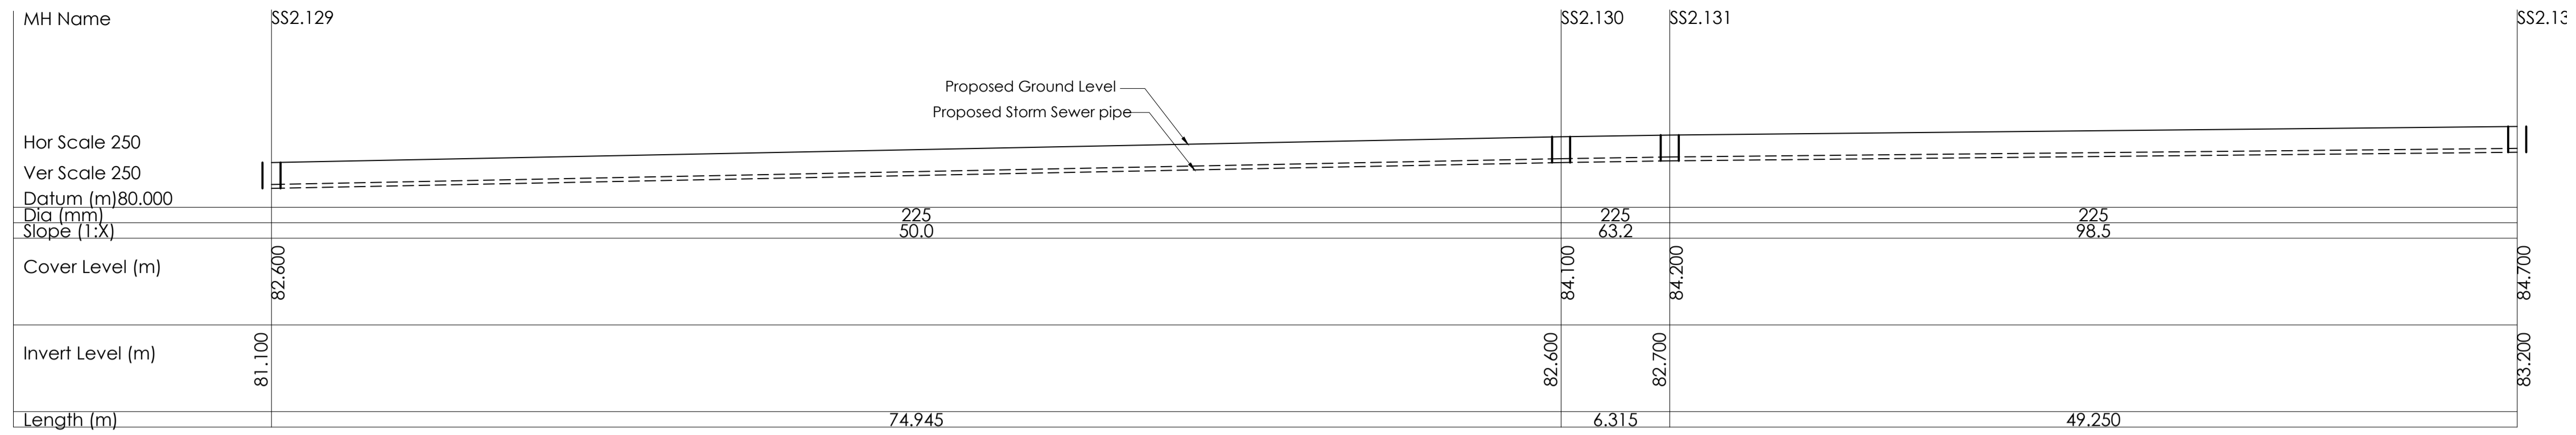 MH Name SS2.129 SS2.130 SS2.131 SS2.13
Proposed Ground Level
Proposed Storm Sewer pipe
Hor Scale 250
Ver Scale 250
Datum (m)80.000
Dia (mm) 225 225 225
Slope (1:X) 50.0 63.2 98.5
Cover Level (m) 82.600 84.100 84.200 84.700
Invert Level (m) 81.100 82.600 82.700 83.200
Length (m) 74.945 6.315 49.250